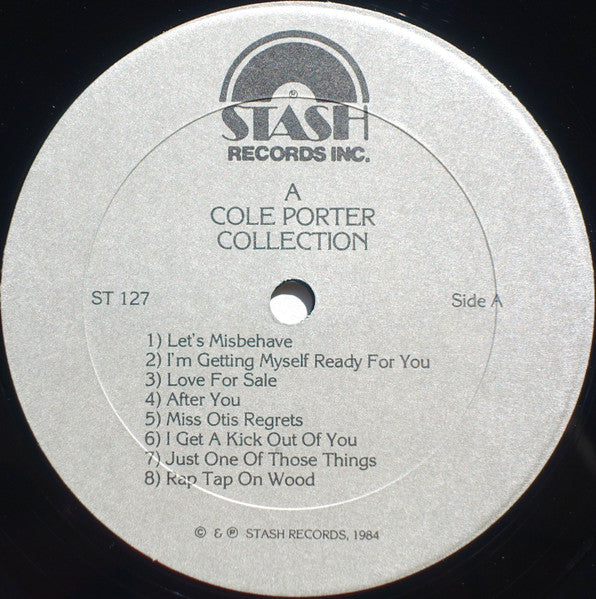 ℗
STASH
RECORDS INC.
A
COLE PORTER
COLLECTION
ST 127 Side A
1) Let's Misbehave
2) I'm Getting Myself Ready For You
3) Love For Sale
4) After You
5) Miss Otis Regrets
6) I Get A Kick Out Of You
7) Just One Of Those Things
8) Rap Tap On Wood
© & ℗ STASH RECORDS, 1984